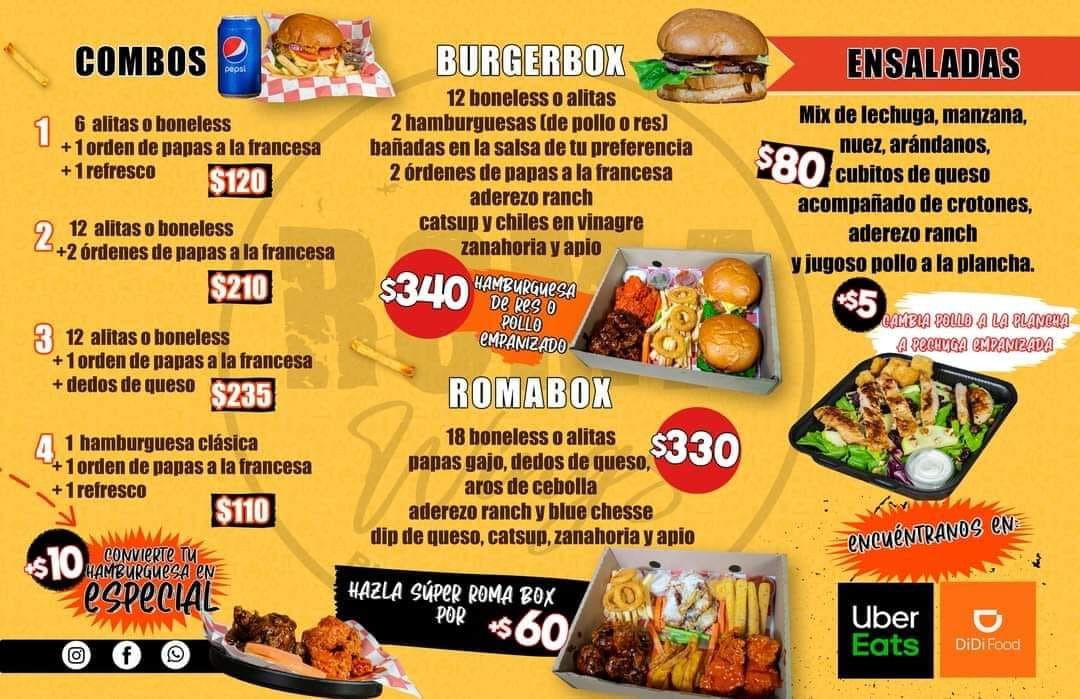 COMBOS
pepsi
1
6 alitas o boneless
+ 1 orden de papas a la francesa
+ 1 refresco
$120
2
12 alitas o boneless
+2 órdenes de papas a la francesa
$210
3
12 alitas o boneless
+ 1 orden de papas a la francesa
+ dedos de queso
$235
4
1 hamburguesa clásica
+ 1 orden de papas a la francesa
+ 1 refresco
$110
+$10
CONVIERTE TU
HAMBURGUESA EN
ESPECIAL
BURGERBOX
12 boneless o alitas
2 hamburguesas (de pollo o res)
bañadas en la salsa de tu preferencia
2 órdenes de papas a la francesa
aderezo ranch
catsup y chiles en vinagre
zanahoria y apio
$340
HAMBURGUESA
DE RES O
POLLO
EMPANIZADO
ROMABOX
18 boneless o alitas
papas gajo, dedos de queso,
aros de cebolla
aderezo ranch y blue chesse
dip de queso, catsup, zanahoria y apio
$330
HAZLA SÚPER ROMA BOX
POR
+$60
ROMA
Wings
ENSALADAS
Mix de lechuga, manzana,
nuez, arándanos,
cubitos de queso
acompañado de crotones,
aderezo ranch
y jugoso pollo a la plancha.
$80
+$5
CAMBIA POLLO A LA PLANCHA
A PECHUGA EMPANIZADA
ENCUÉNTRANOS EN:
Uber
Eats
DiDi Food